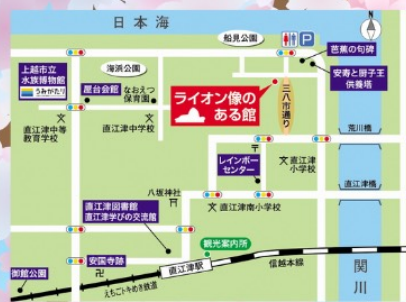 日本海
船見公園
P
芭蕉の句碑
安寿と厨子王
供養塔
上越市立
水族博物館
うみがたり
海浜公園
屋台会館
なおえつ
保育園
ライオン像の
ある館
三八市通り
直江津中等
教育学校
直江津中学校
荒川橋
レインボー
センター
直江津
小学校
八坂神社
直江津橋
直江津図書館
直江津学びの交流館
直江津南小学校
安国寺跡
観光案内所
御館公園
直江津駅
信越本線
えちごトキめき鉄道
関川